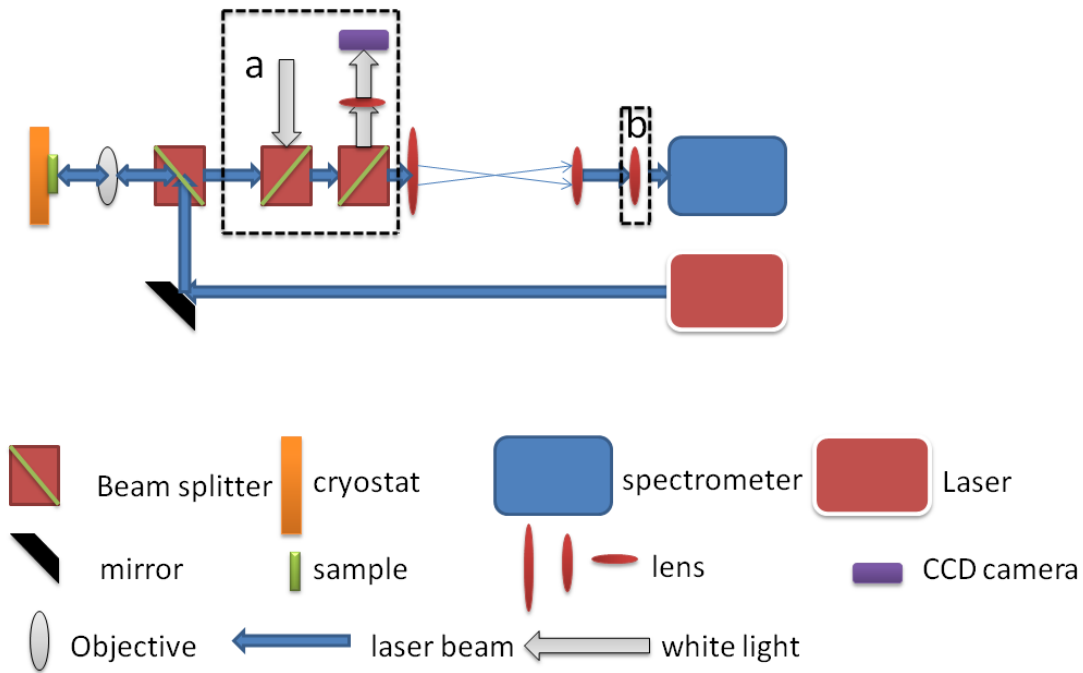 a
b
Beam splitter
cryostat
spectrometer
Laser
mirror
sample
lens
CCD camera
Objective
laser beam
white light